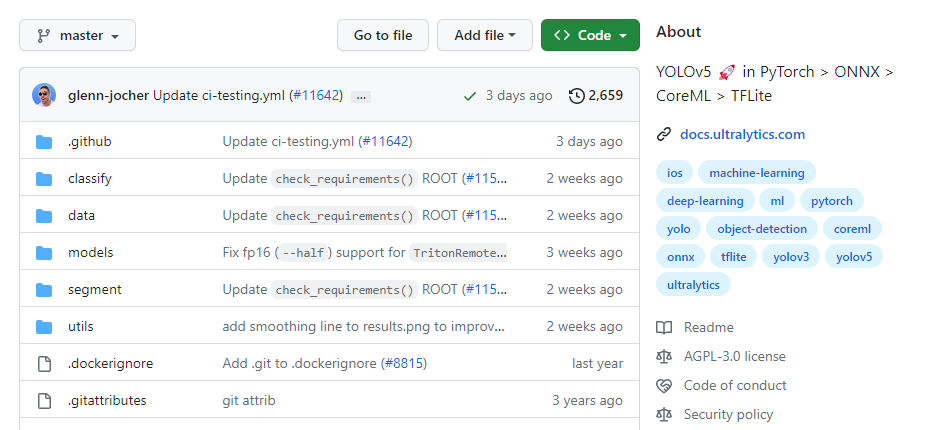 master Go to file Add file Code
glenn-jocher Update ci-testing.yml (#11642) ... 3 days ago 2,659
.github Update ci-testing.yml (#11642) 3 days ago
classify Update check_requirements() ROOT (#115... 2 weeks ago
data Update check_requirements() ROOT (#115... 2 weeks ago
models Fix fp16 (--half) support for TritonRemote... 3 weeks ago
segment Update check_requirements() ROOT (#115... 2 weeks ago
utils add smoothing line to results.png to improv... 2 weeks ago
.dockerignore Add .git to .dockerignore (#8815) last year
.gitattributes git attrib 3 years ago
About
YOLOv5 🚀 in PyTorch > ONNX >
CoreML > TFLite
docs.ultralytics.com
ios machine-learning
deep-learning ml pytorch
yolo object-detection coreml
onnx tflite yolov3 yolov5
ultralytics
Readme
AGPL-3.0 license
Code of conduct
Security policy